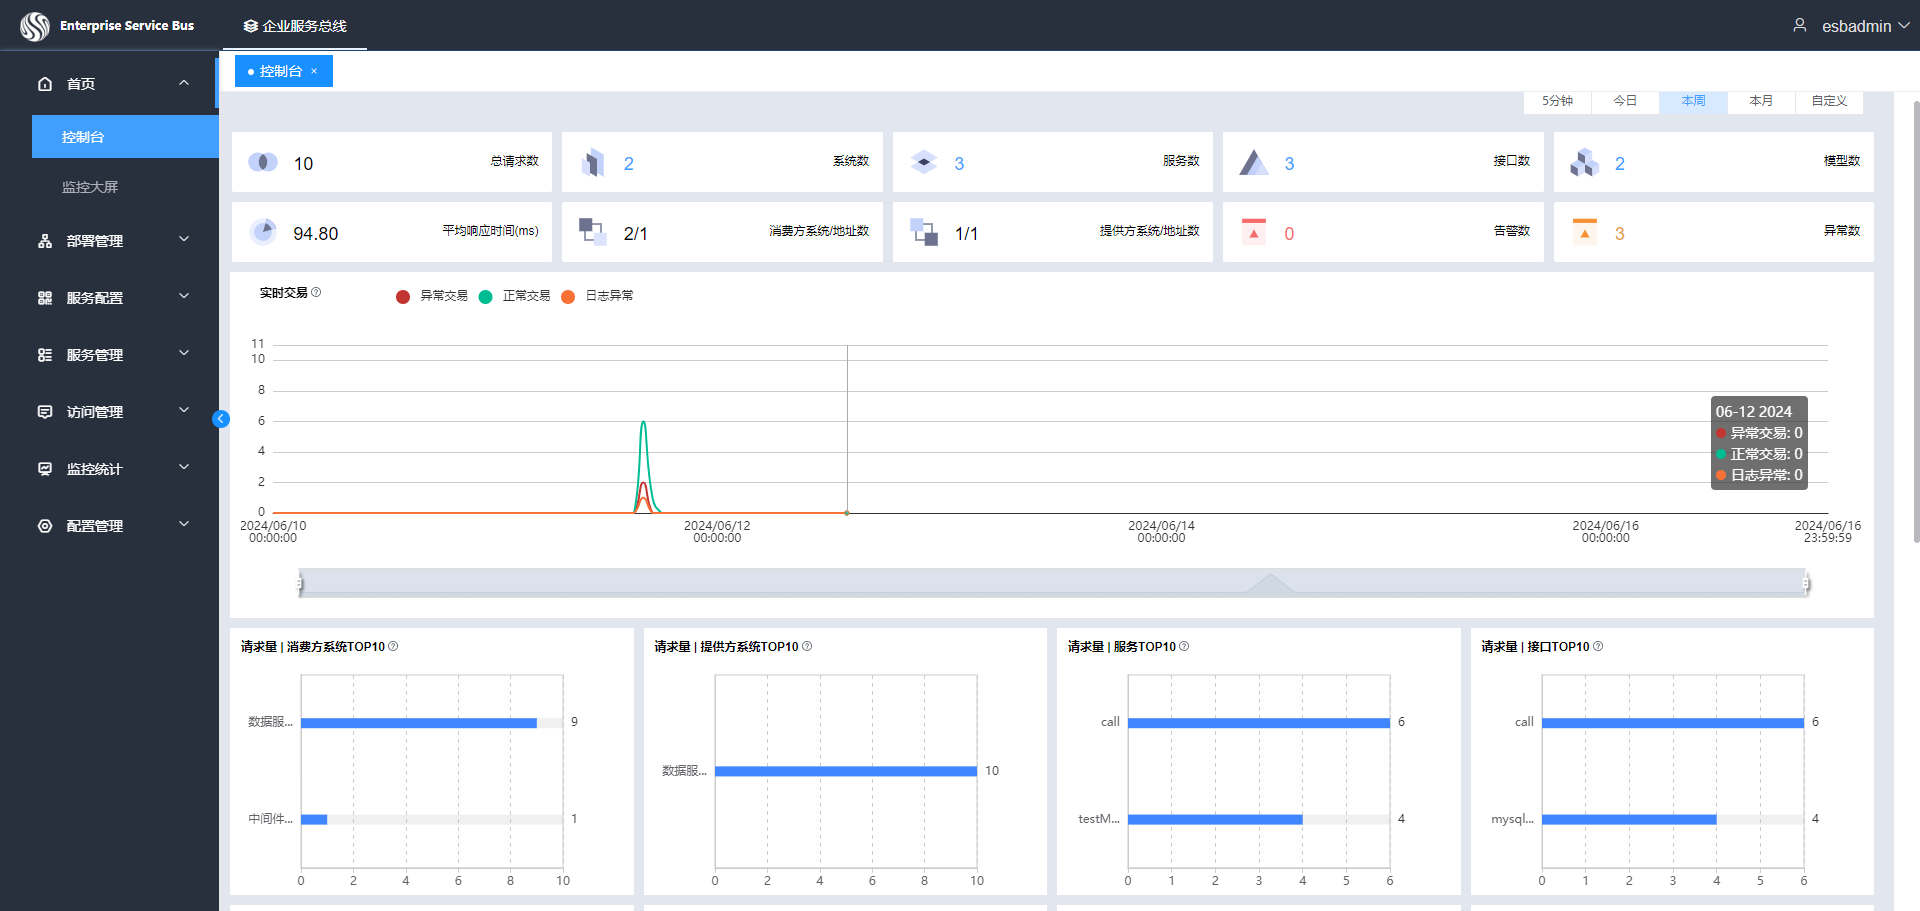 Enterprise Service Bus
企业服务总线
esbadmin
首页
控制台
监控大屏
部署管理
服务配置
服务管理
访问管理
监控统计
配置管理
控制台 ×
5分钟 今日 本周 本月 自定义
10 总请求数
2 系统数
3 服务数
3 接口数
2 模型数
94.80 平均响应时间(ms)
2/1 消费方系统/地址数
1/1 提供方系统/地址数
0 告警数
3 异常数
实时交易
异常交易 正常交易 日志异常
11
10
8
6
4
2
0
2024/06/10
00:00:00
2024/06/12
00:00:00
2024/06/14
00:00:00
2024/06/16
00:00:00
2024/06/16
23:59:59
06-12 2024
异常交易: 0
正常交易: 0
日志异常: 0
请求量 | 消费方系统TOP10
数据服... 9
中间件... 1
0 2 4 6 8 10
请求量 | 提供方系统TOP10
数据服... 10
0 2 4 6 8 10
请求量 | 服务TOP10
call 6
testM... 4
0 1 2 3 4 5 6
请求量 | 接口TOP10
call 6
mysql... 4
0 1 2 3 4 5 6